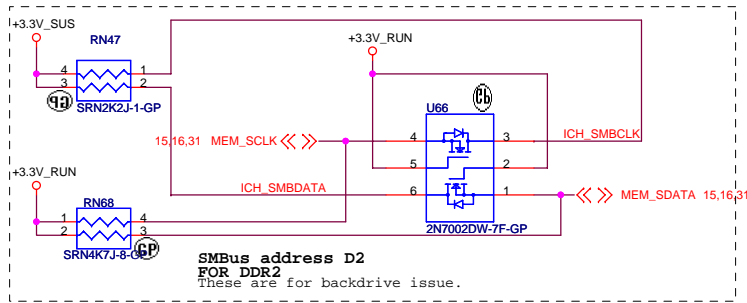 +3.3V_SUS
RN47
4 1
3 2
SRN2K2J-1-GP
+3.3V_RUN
U66
15,16,31 MEM_SCLK
4 3
ICH_SMBCLK
5 2
ICH_SMBDATA
6 1
MEM_SDATA 15,16,31
2N7002DW-7F-GP
+3.3V_RUN
RN68
1 4
2 3
SRN4K7J-8-GP
GP
SMBus address D2
FOR DDR2
These are for backdrive issue.